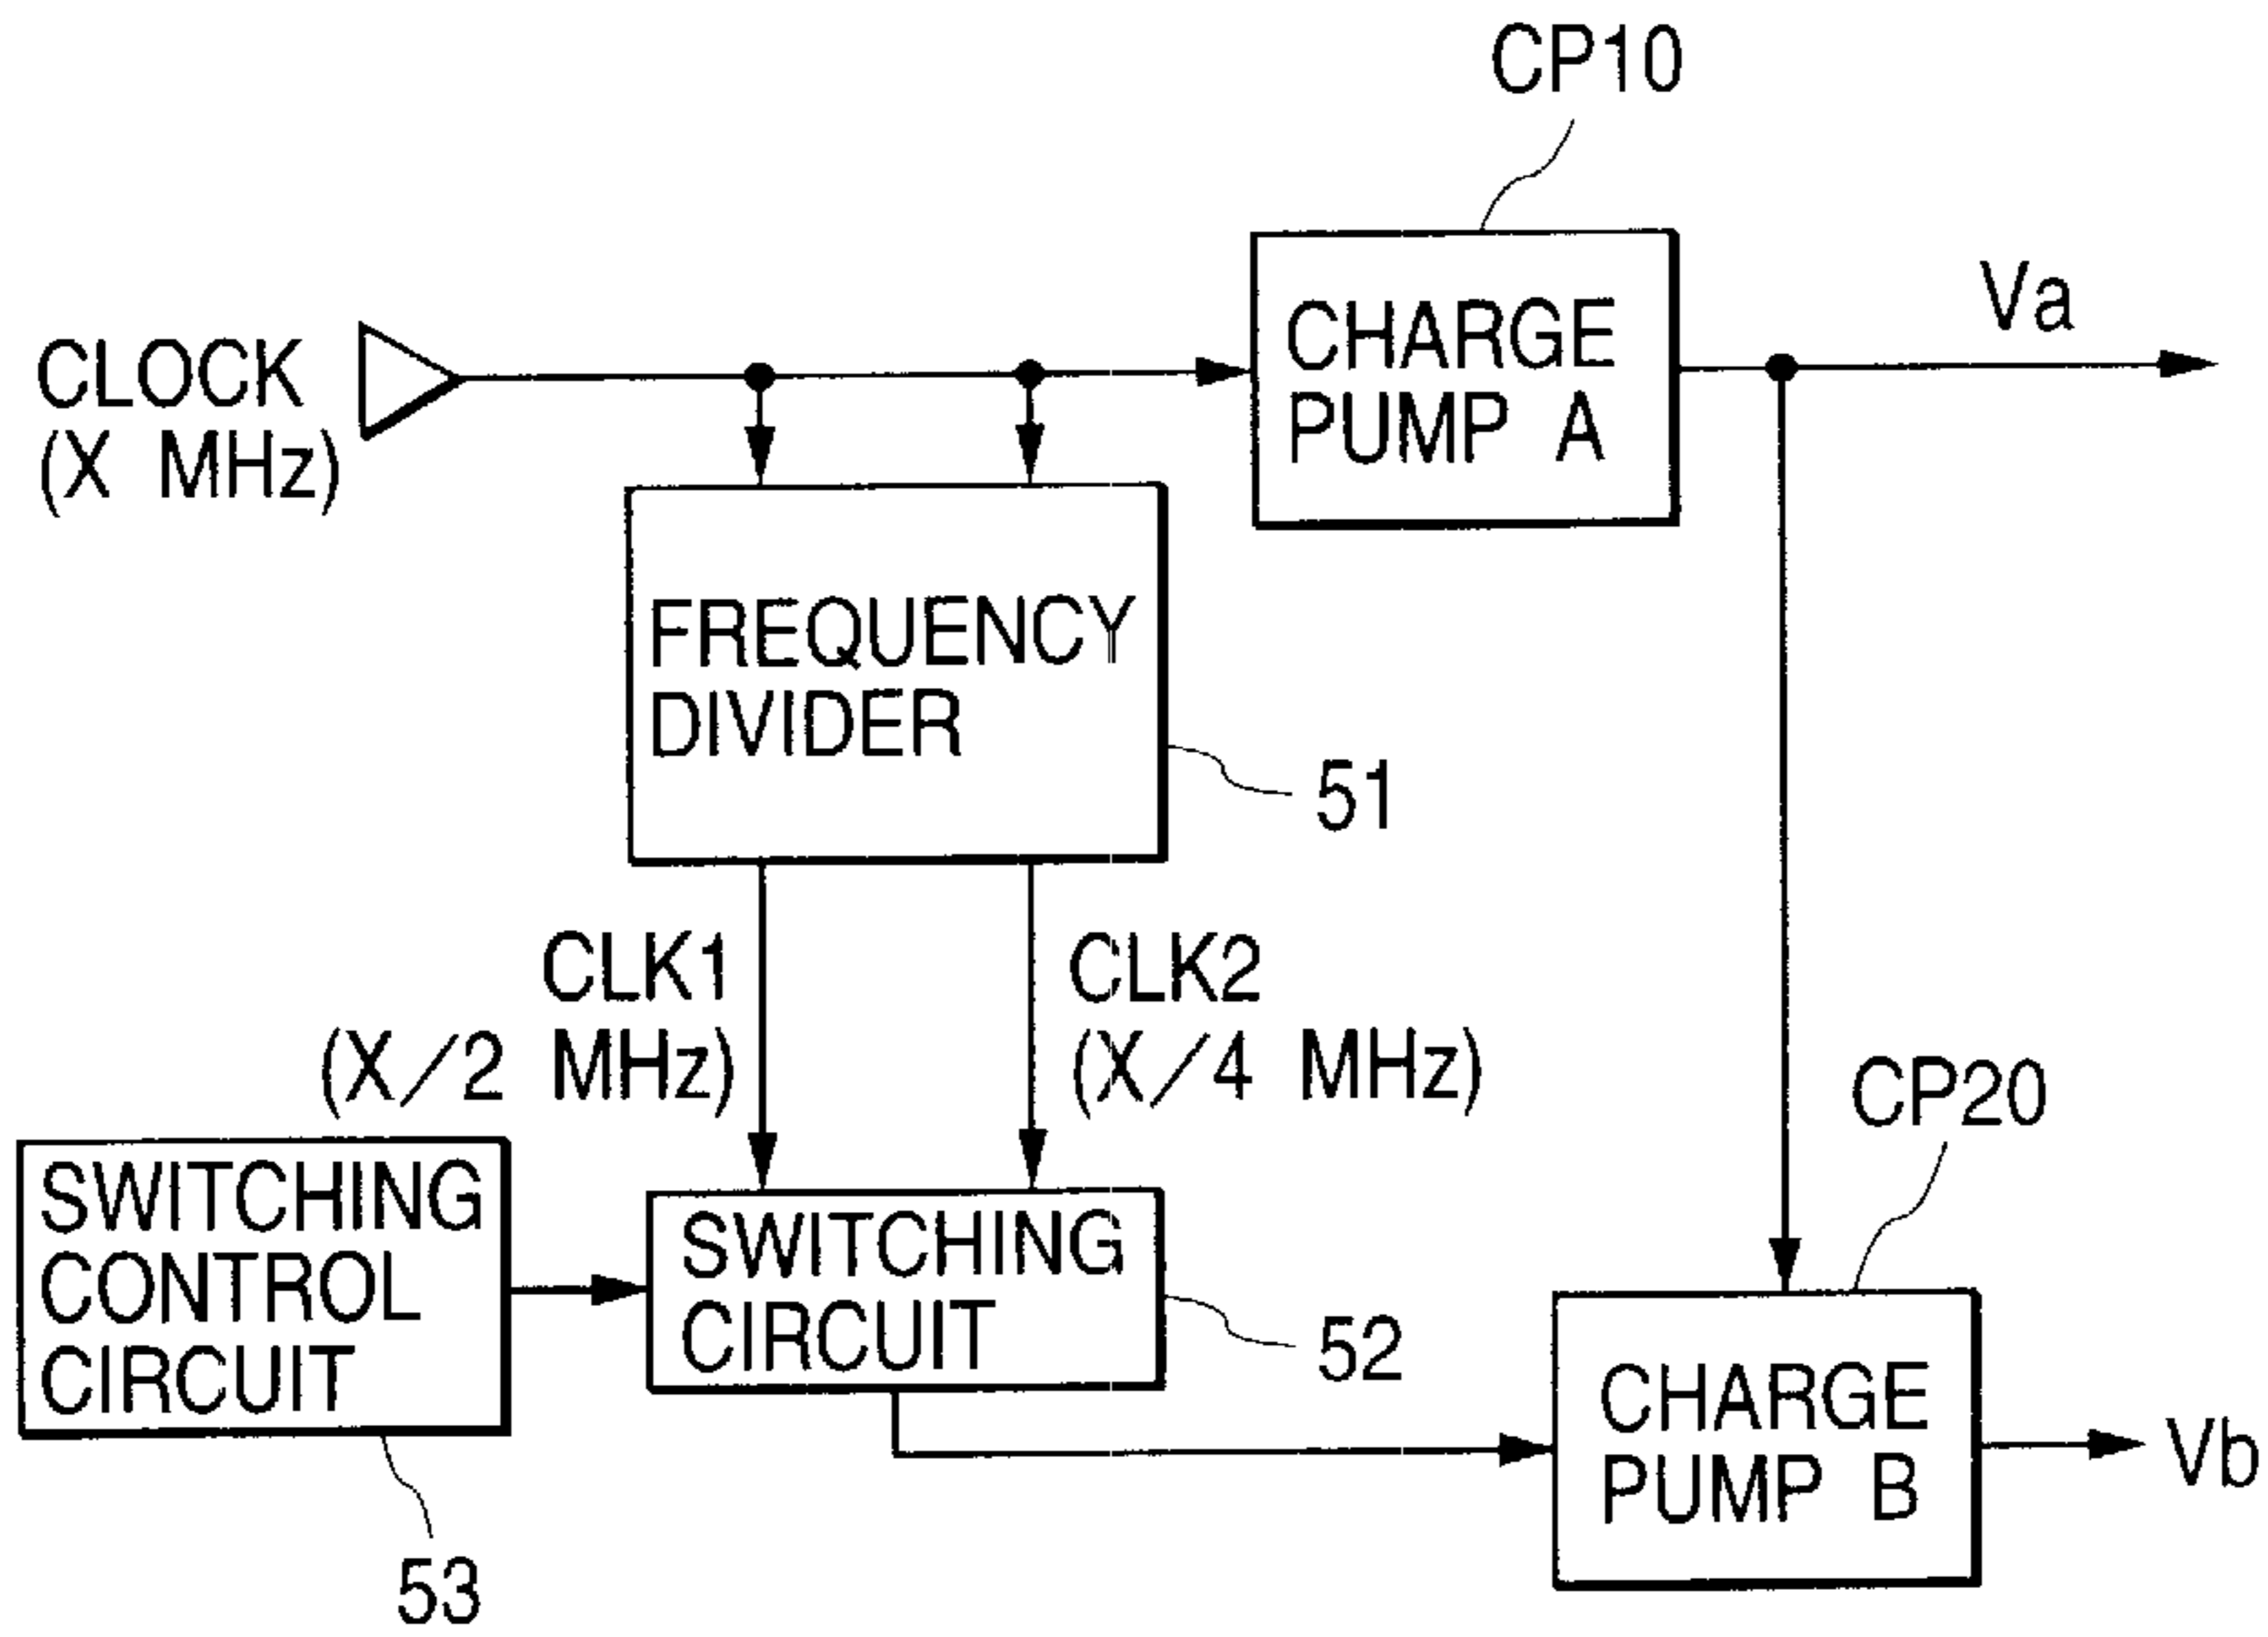 CP10
Va
CLOCK
(X MHz)
CHARGE
PUMP A
FREQUENCY
DIVIDER
51
CLK1
(X/2 MHz)
CLK2
(X/4 MHz)
CP20
SWITCHING
CONTROL
CIRCUIT
SWITCHING
CIRCUIT
52
CHARGE
PUMP B
Vb
53